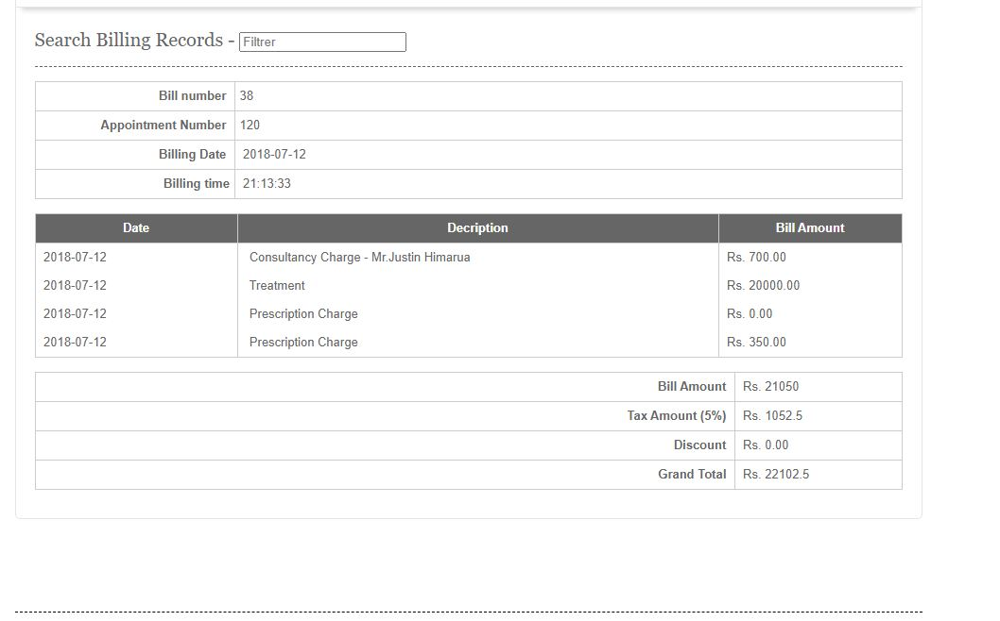 Search Billing Records - Filtrer
Bill number 38
Appointment Number 120
Billing Date 2018-07-12
Billing time 21:13:33
Date Decription Bill Amount
2018-07-12 Consultancy Charge - Mr.Justin Himarua Rs. 700.00
2018-07-12 Treatment Rs. 20000.00
2018-07-12 Prescription Charge Rs. 0.00
2018-07-12 Prescription Charge Rs. 350.00
Bill Amount Rs. 21050
Tax Amount (5%) Rs. 1052.5
Discount Rs. 0.00
Grand Total Rs. 22102.5